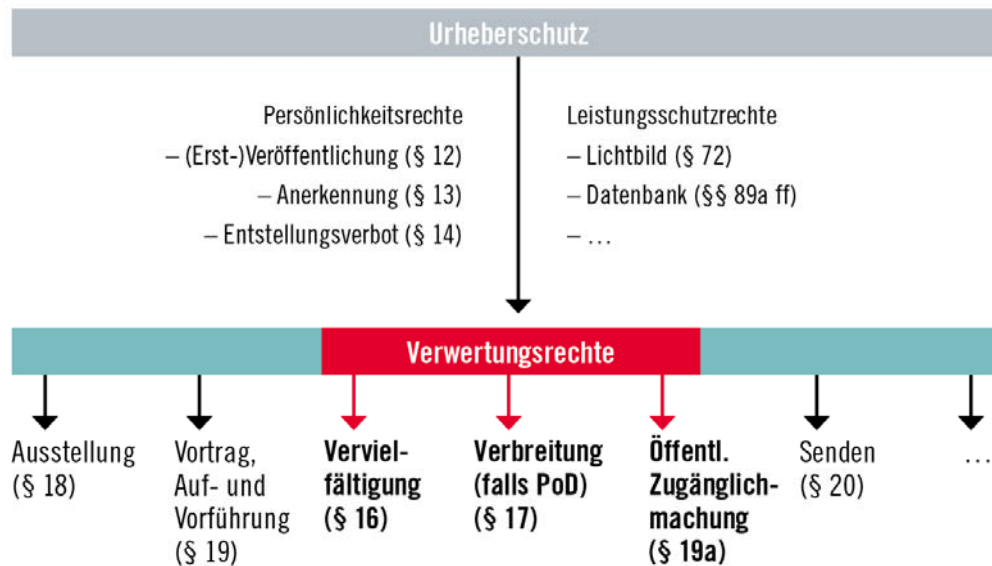 Urheberschutz
Persönlichkeitsrechte
– (Erst-)Veröffentlichung (§ 12)
– Anerkennung (§ 13)
– Entstellungsverbot (§ 14)
Leistungsschutzrechte
– Lichtbild (§ 72)
– Datenbank (§§ 89a ff)
– …
Verwertungsrechte
Ausstellung
(§ 18)
Vortrag,
Auf- und
Vorführung
(§ 19)
Verviel-
fältigung
(§ 16)
Verbreitung
(falls PoD)
(§ 17)
Öffentl.
Zugänglich-
machung
(§ 19a)
Senden
(§ 20)
…